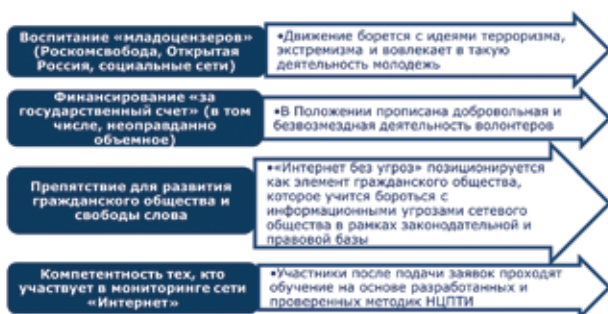 Воспитание «младоцензеров»
(Роскомсвобода, Открытая
Россия, социальные сети)
•Движение борется с идеями терроризма,
экстремизма и вовлекает в такую
деятельность молодежь
Финансирование «за
государственный счет» (в том
числе, неоправданно
объемное)
•В Положении прописана добровольная и
безвозмездная деятельность волонтеров
Препятствие для развития
гражданского общества и
свободы слова
•«Интернет без угроз» позиционируется
как элемент гражданского общества,
которое учится бороться с
информационными угрозами сетевого
общества в рамках законодательной и
правовой базы
Компетентность тех, кто
участвует в мониторинге сети
«Интернет»
•Участники после подачи заявок проходят
обучение на основе разработанных и
проверенных методик НЦПТИ